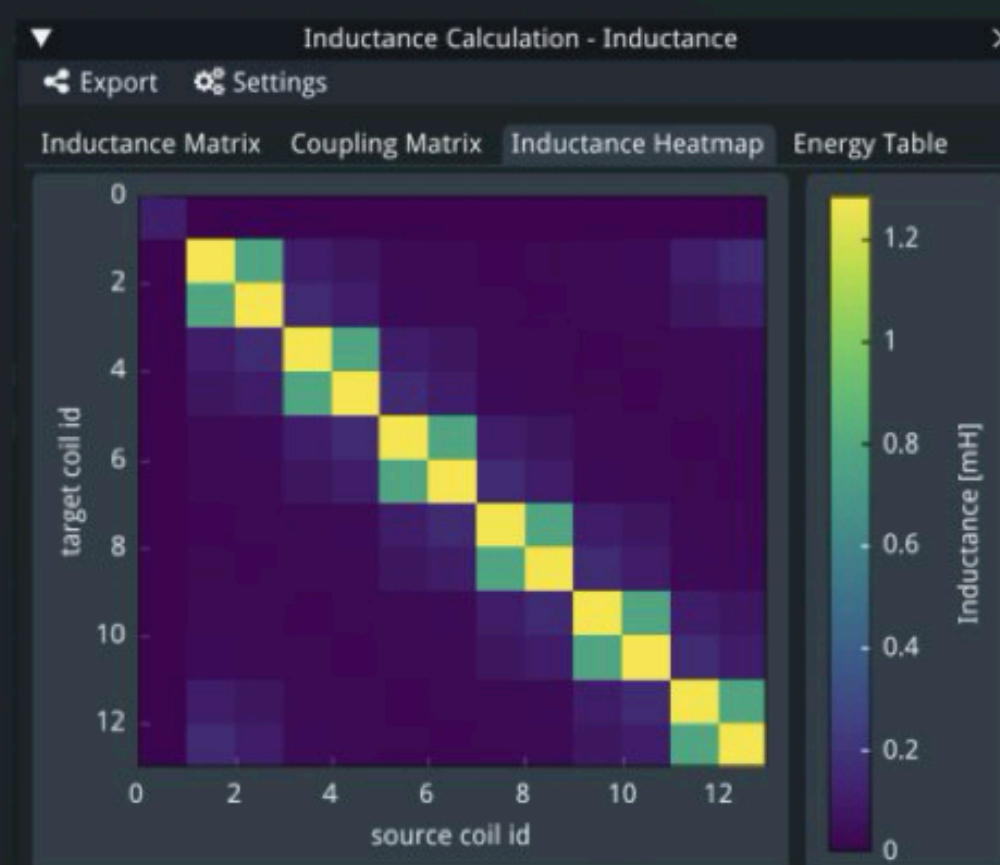 Inductance Calculation - Inductance
Export Settings
Inductance Matrix Coupling Matrix Inductance Heatmap Energy Table
0
2
4
6
8
10
12
target coil id
0 2 4 6 8 10 12
source coil id
1.2
1
0.8
0.6
0.4
0.2
0
Inductance [mH]